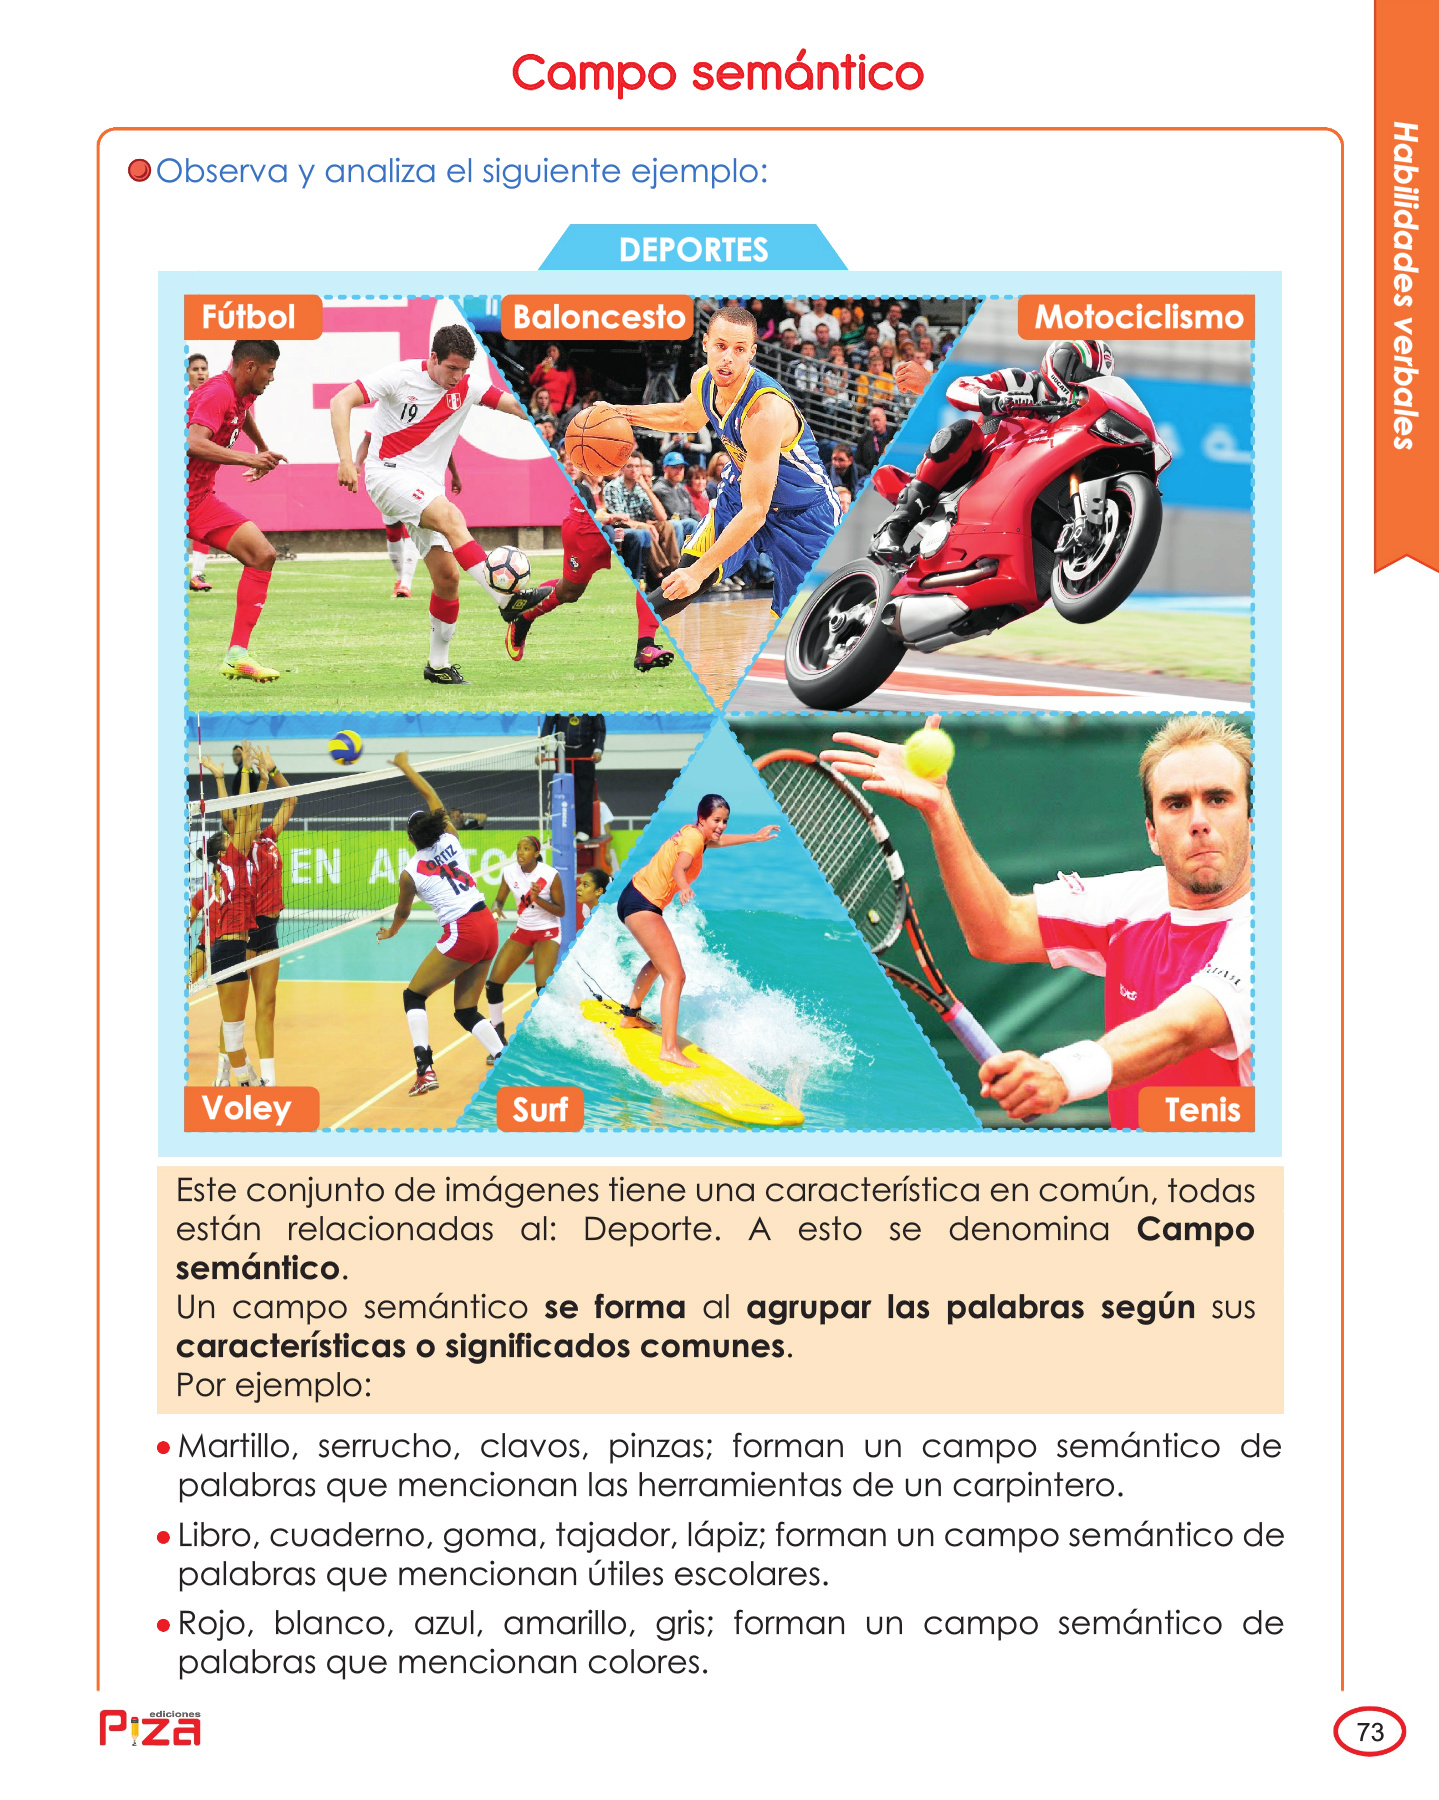 Campo semántico
Habilidades verbales
Observa y analiza el siguiente ejemplo:
DEPORTES
Fútbol
Baloncesto
Motociclismo
19
EN A
ORTIZ
15
Voley
Surf
Tenis
Este conjunto de imágenes tiene una característica en común, todas
están relacionadas al: Deporte. A esto se denomina Campo
semántico.
Un campo semántico se forma al agrupar las palabras según sus
características o significados comunes.
Por ejemplo:
Martillo, serrucho, clavos, pinzas; forman un campo semántico de
palabras que mencionan las herramientas de un carpintero.
Libro, cuaderno, goma, tajador, lápiz; forman un campo semántico de
palabras que mencionan útiles escolares.
Rojo, blanco, azul, amarillo, gris; forman un campo semántico de
palabras que mencionan colores.
ediciones
Piza
73